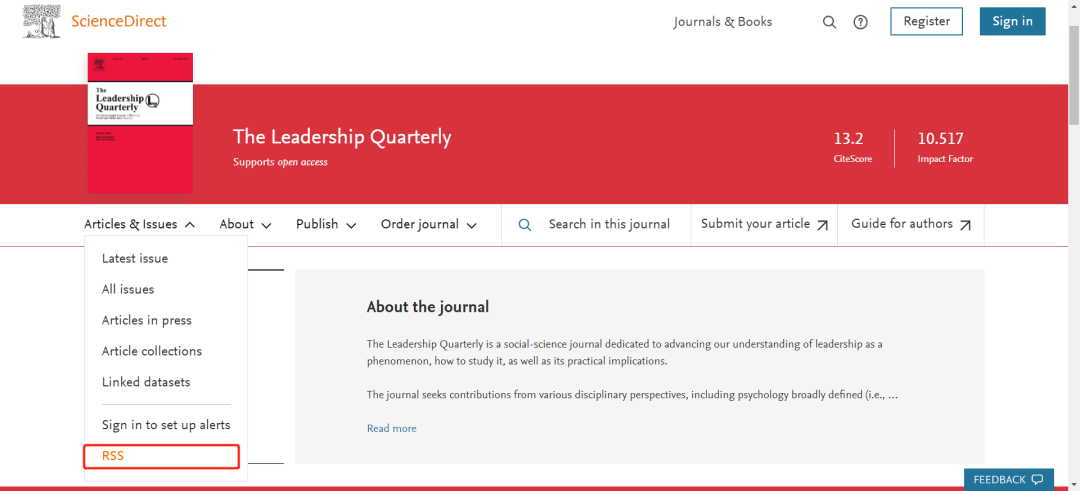 ScienceDirect
Journals & Books
Register
Sign in
The
Leadership
Quarterly
The Leadership Quarterly
Supports open access
13.2
CiteScore
10.517
Impact Factor
Articles & Issues
About
Publish
Order journal
Search in this journal
Submit your article
Guide for authors
Latest issue
All issues
Articles in press
Article collections
Linked datasets
Sign in to set up alerts
RSS
About the journal
The Leadership Quarterly is a social-science journal dedicated to advancing our understanding of leadership as a
phenomenon, how to study it, as well as its practical implications.
The journal seeks contributions from various disciplinary perspectives, including psychology broadly defined (i.e., ...
Read more
FEEDBACK